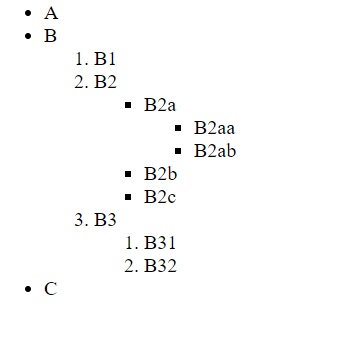 • A
• B
1. B1
2. B2
▪ B2a
▪ B2aa
▪ B2ab
▪ B2b
▪ B2c
3. B3
1. B31
2. B32
• C